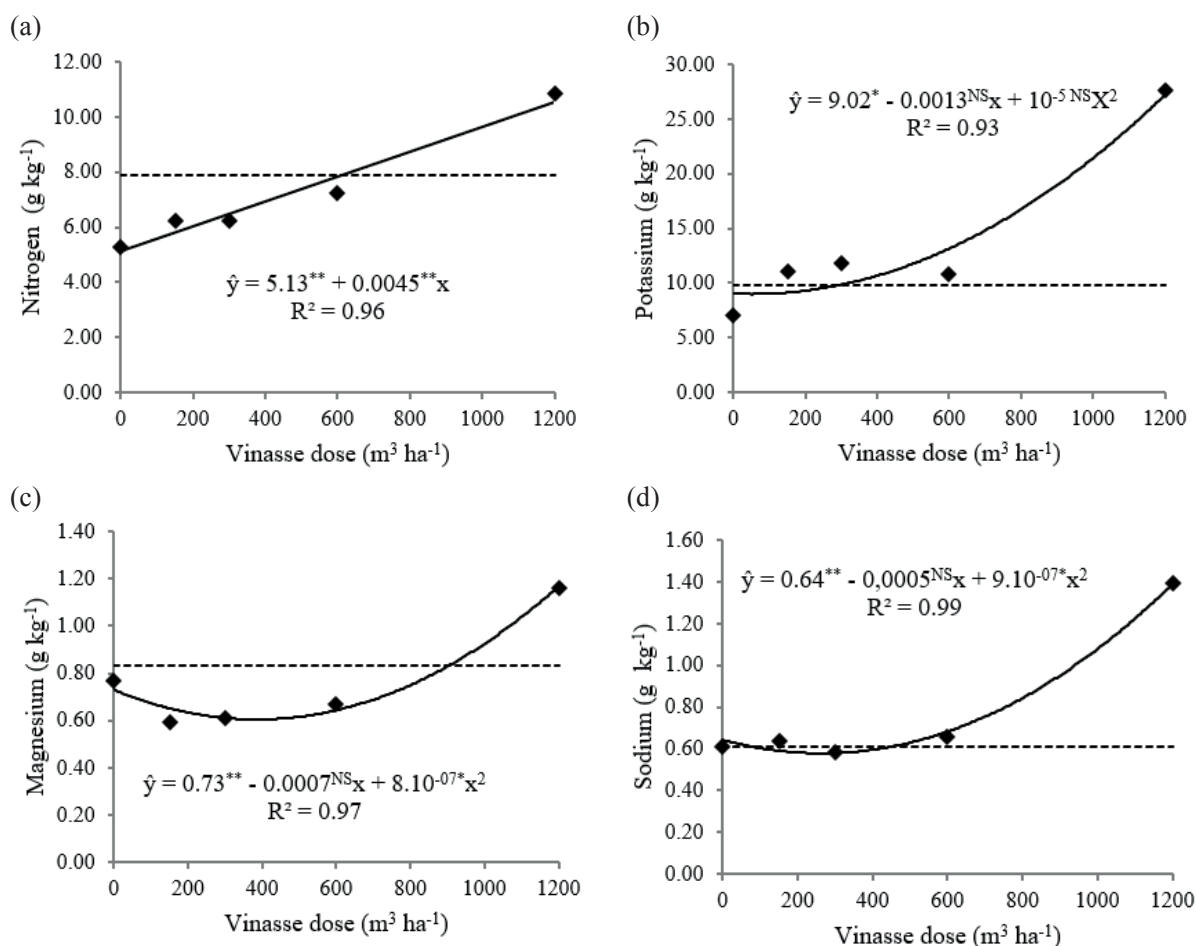 (a)
12.00
10.00
8.00
6.00
4.00
2.00
0.00
Nitrogen (g kg⁻¹)
ŷ = 5.13** + 0.0045**x
R² = 0.96
0 200 400 600 800 1000 1200
Vinasse dose (m³ ha⁻¹)
(b)
30.00
25.00
20.00
15.00
10.00
5.00
0.00
Potassium (g kg⁻¹)
ŷ = 9.02* - 0.0013ᴺˢx + 10⁻⁵ ᴺˢX²
R² = 0.93
0 200 400 600 800 1000 1200
Vinasse dose (m³ ha⁻¹)
(c)
1.40
1.20
1.00
0.80
0.60
0.40
0.20
0.00
Magnesium (g kg⁻¹)
ŷ = 0.73** - 0.0007ᴺˢx + 8.10⁻⁰⁷*x²
R² = 0.97
0 200 400 600 800 1000 1200
Vinasse dose (m³ ha⁻¹)
(d)
1.60
1.40
1.20
1.00
0.80
0.60
0.40
0.20
0.00
Sodium (g kg⁻¹)
ŷ = 0.64** - 0,0005ᴺˢx + 9.10⁻⁰⁷*x²
R² = 0.99
0 200 400 600 800 1000 1200
Vinasse dose (m³ ha⁻¹)